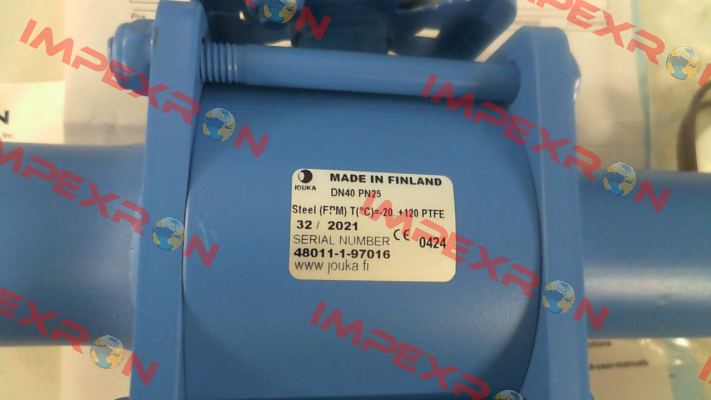 MADE IN FINLAND
JOUKA
DN40 PN25
Steel (FPM) T(°C)=-20..+120 PTFE
32 / 2021
SERIAL NUMBER CE 0424
48011-1-97016
www.jouka.fi
IMPEXRON
IMPEXRON
IMPEXRON
IMPEXRON
IMPEXRON
IMPEXRON